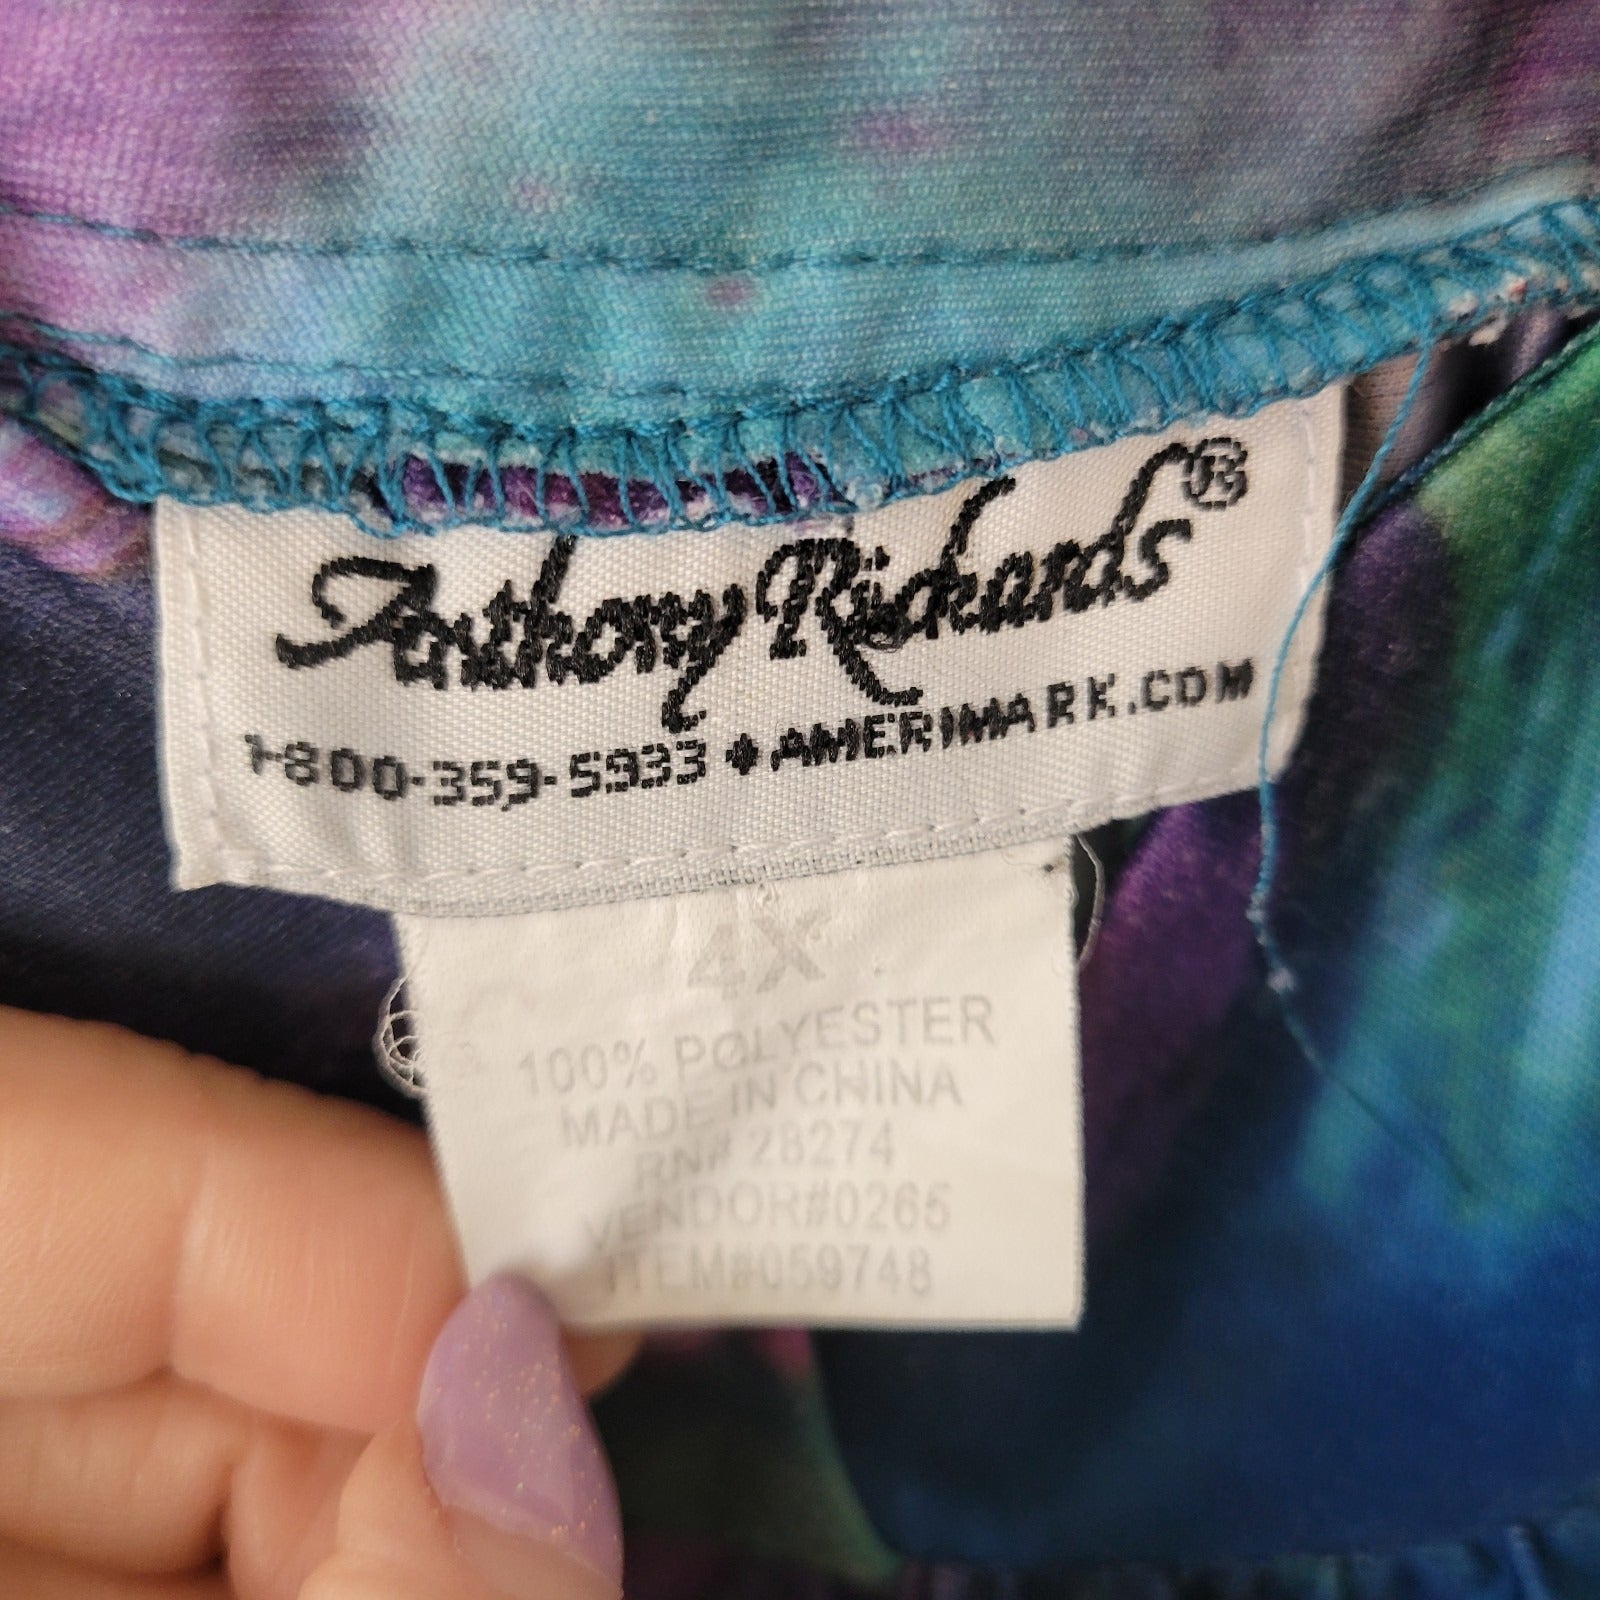 Anthony Richards®
1-800-359-5933 ♦ AMERIMARK.COM
4X
100% POLYESTER
MADE IN CHINA
RN# 28274
VENDOR#0265
ITEM#059748